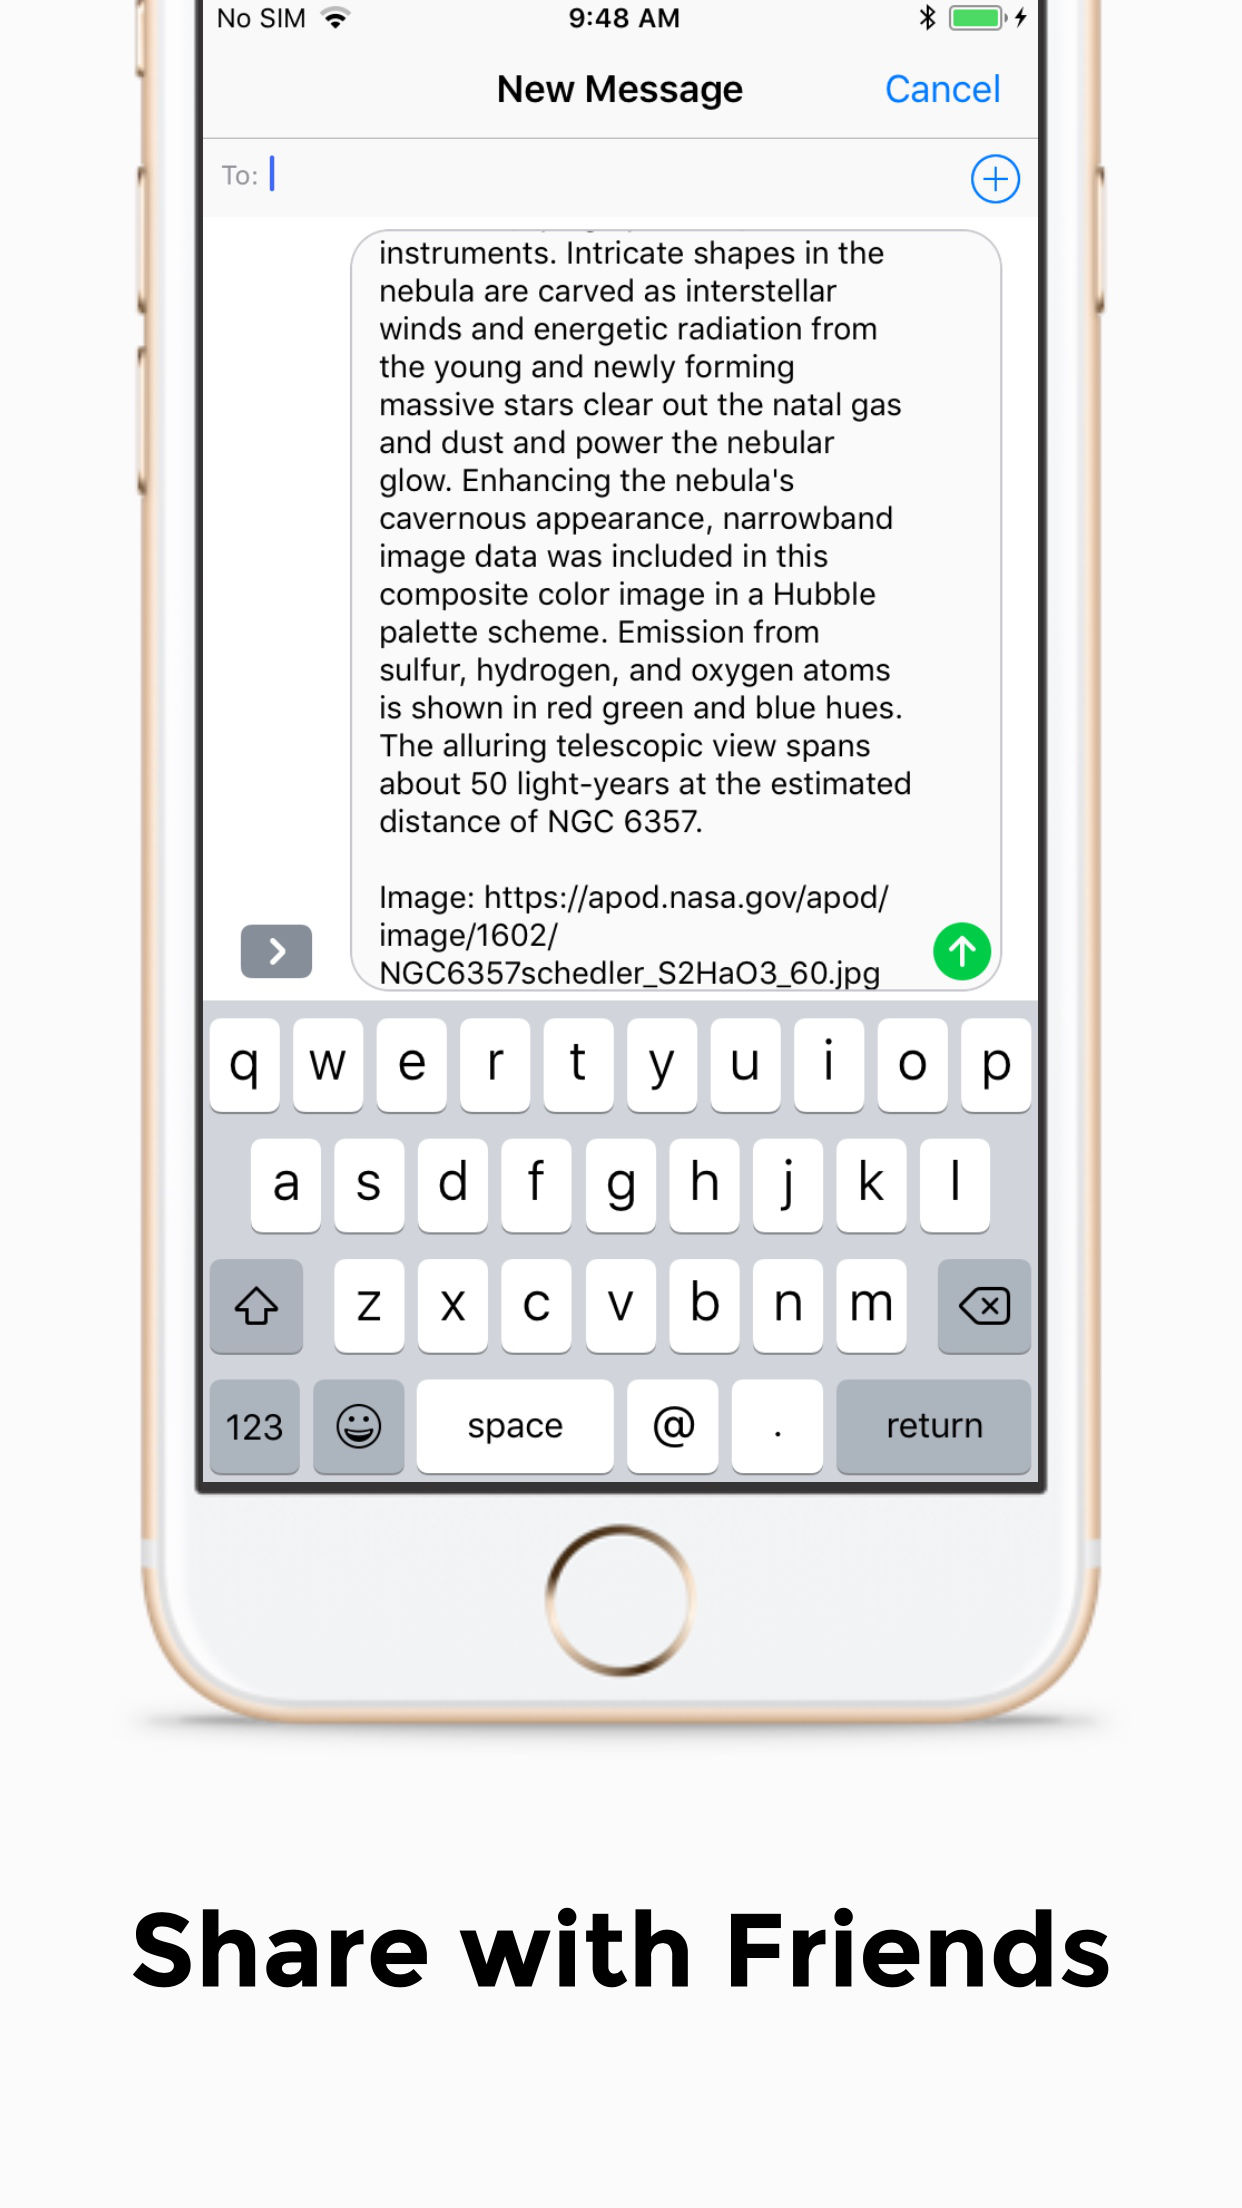 No SIM 9:48 AM
New Message Cancel
To:
instruments. Intricate shapes in the
nebula are carved as interstellar
winds and energetic radiation from
the young and newly forming
massive stars clear out the natal gas
and dust and power the nebular
glow. Enhancing the nebula's
cavernous appearance, narrowband
image data was included in this
composite color image in a Hubble
palette scheme. Emission from
sulfur, hydrogen, and oxygen atoms
is shown in red green and blue hues.
The alluring telescopic view spans
about 50 light-years at the estimated
distance of NGC 6357.
Image: https://apod.nasa.gov/apod/
image/1602/
NGC6357schedler_S2HaO3_60.jpg
q w e r t y u i o p
a s d f g h j k l
z x c v b n m
123 space @ . return
Share with Friends